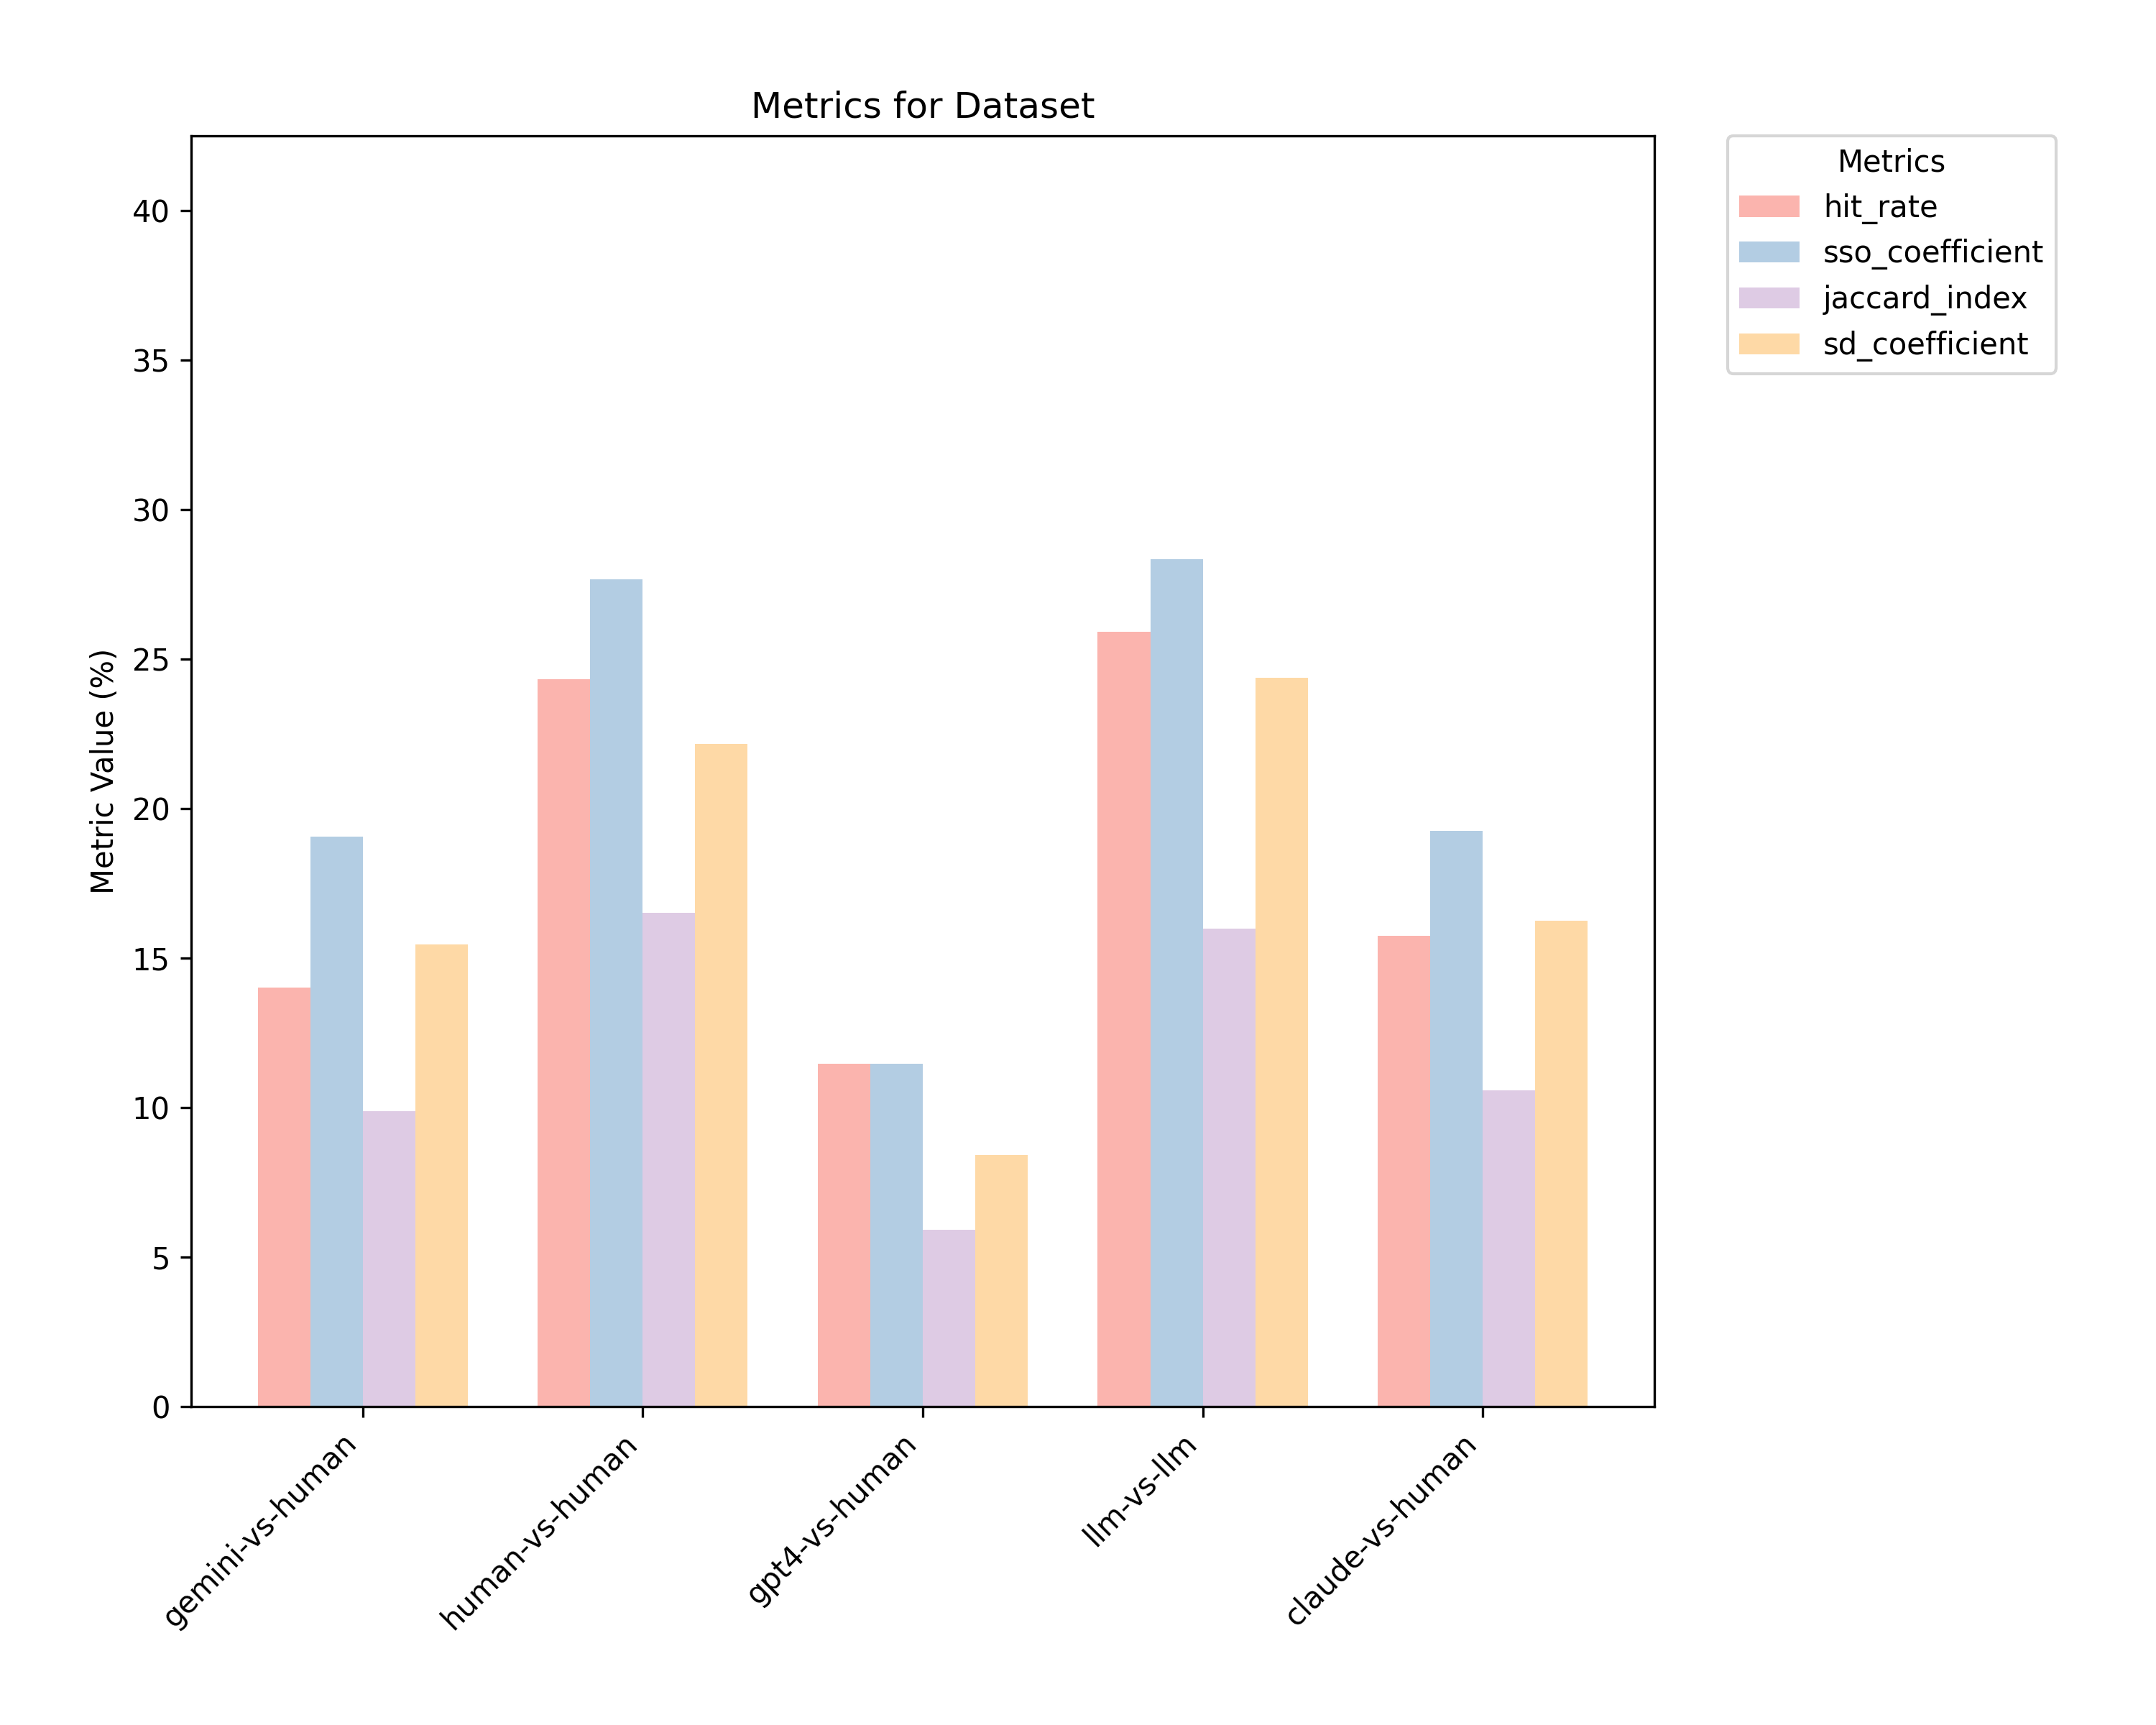 Metrics for Dataset
Metrics
hit_rate
sso_coefficient
jaccard_index
sd_coefficient
Metric Value (%)
40
35
30
25
20
15
10
5
0
gemini-vs-human
human-vs-human
gpt4-vs-human
llm-vs-llm
claude-vs-human